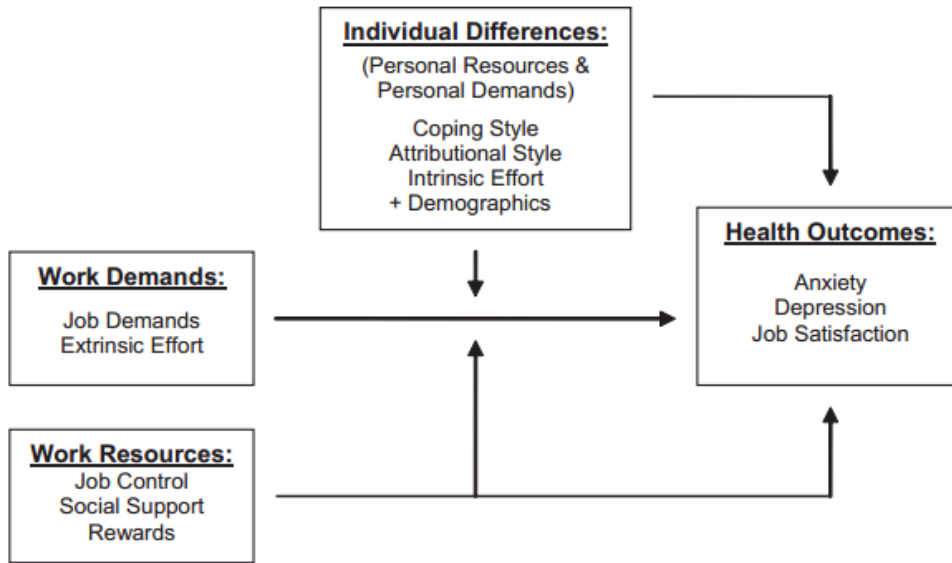 Individual Differences:
(Personal Resources &
Personal Demands)
Coping Style
Attributional Style
Intrinsic Effort
+ Demographics
Health Outcomes:
Anxiety
Depression
Job Satisfaction
Work Demands:
Job Demands
Extrinsic Effort
Work Resources:
Job Control
Social Support
Rewards